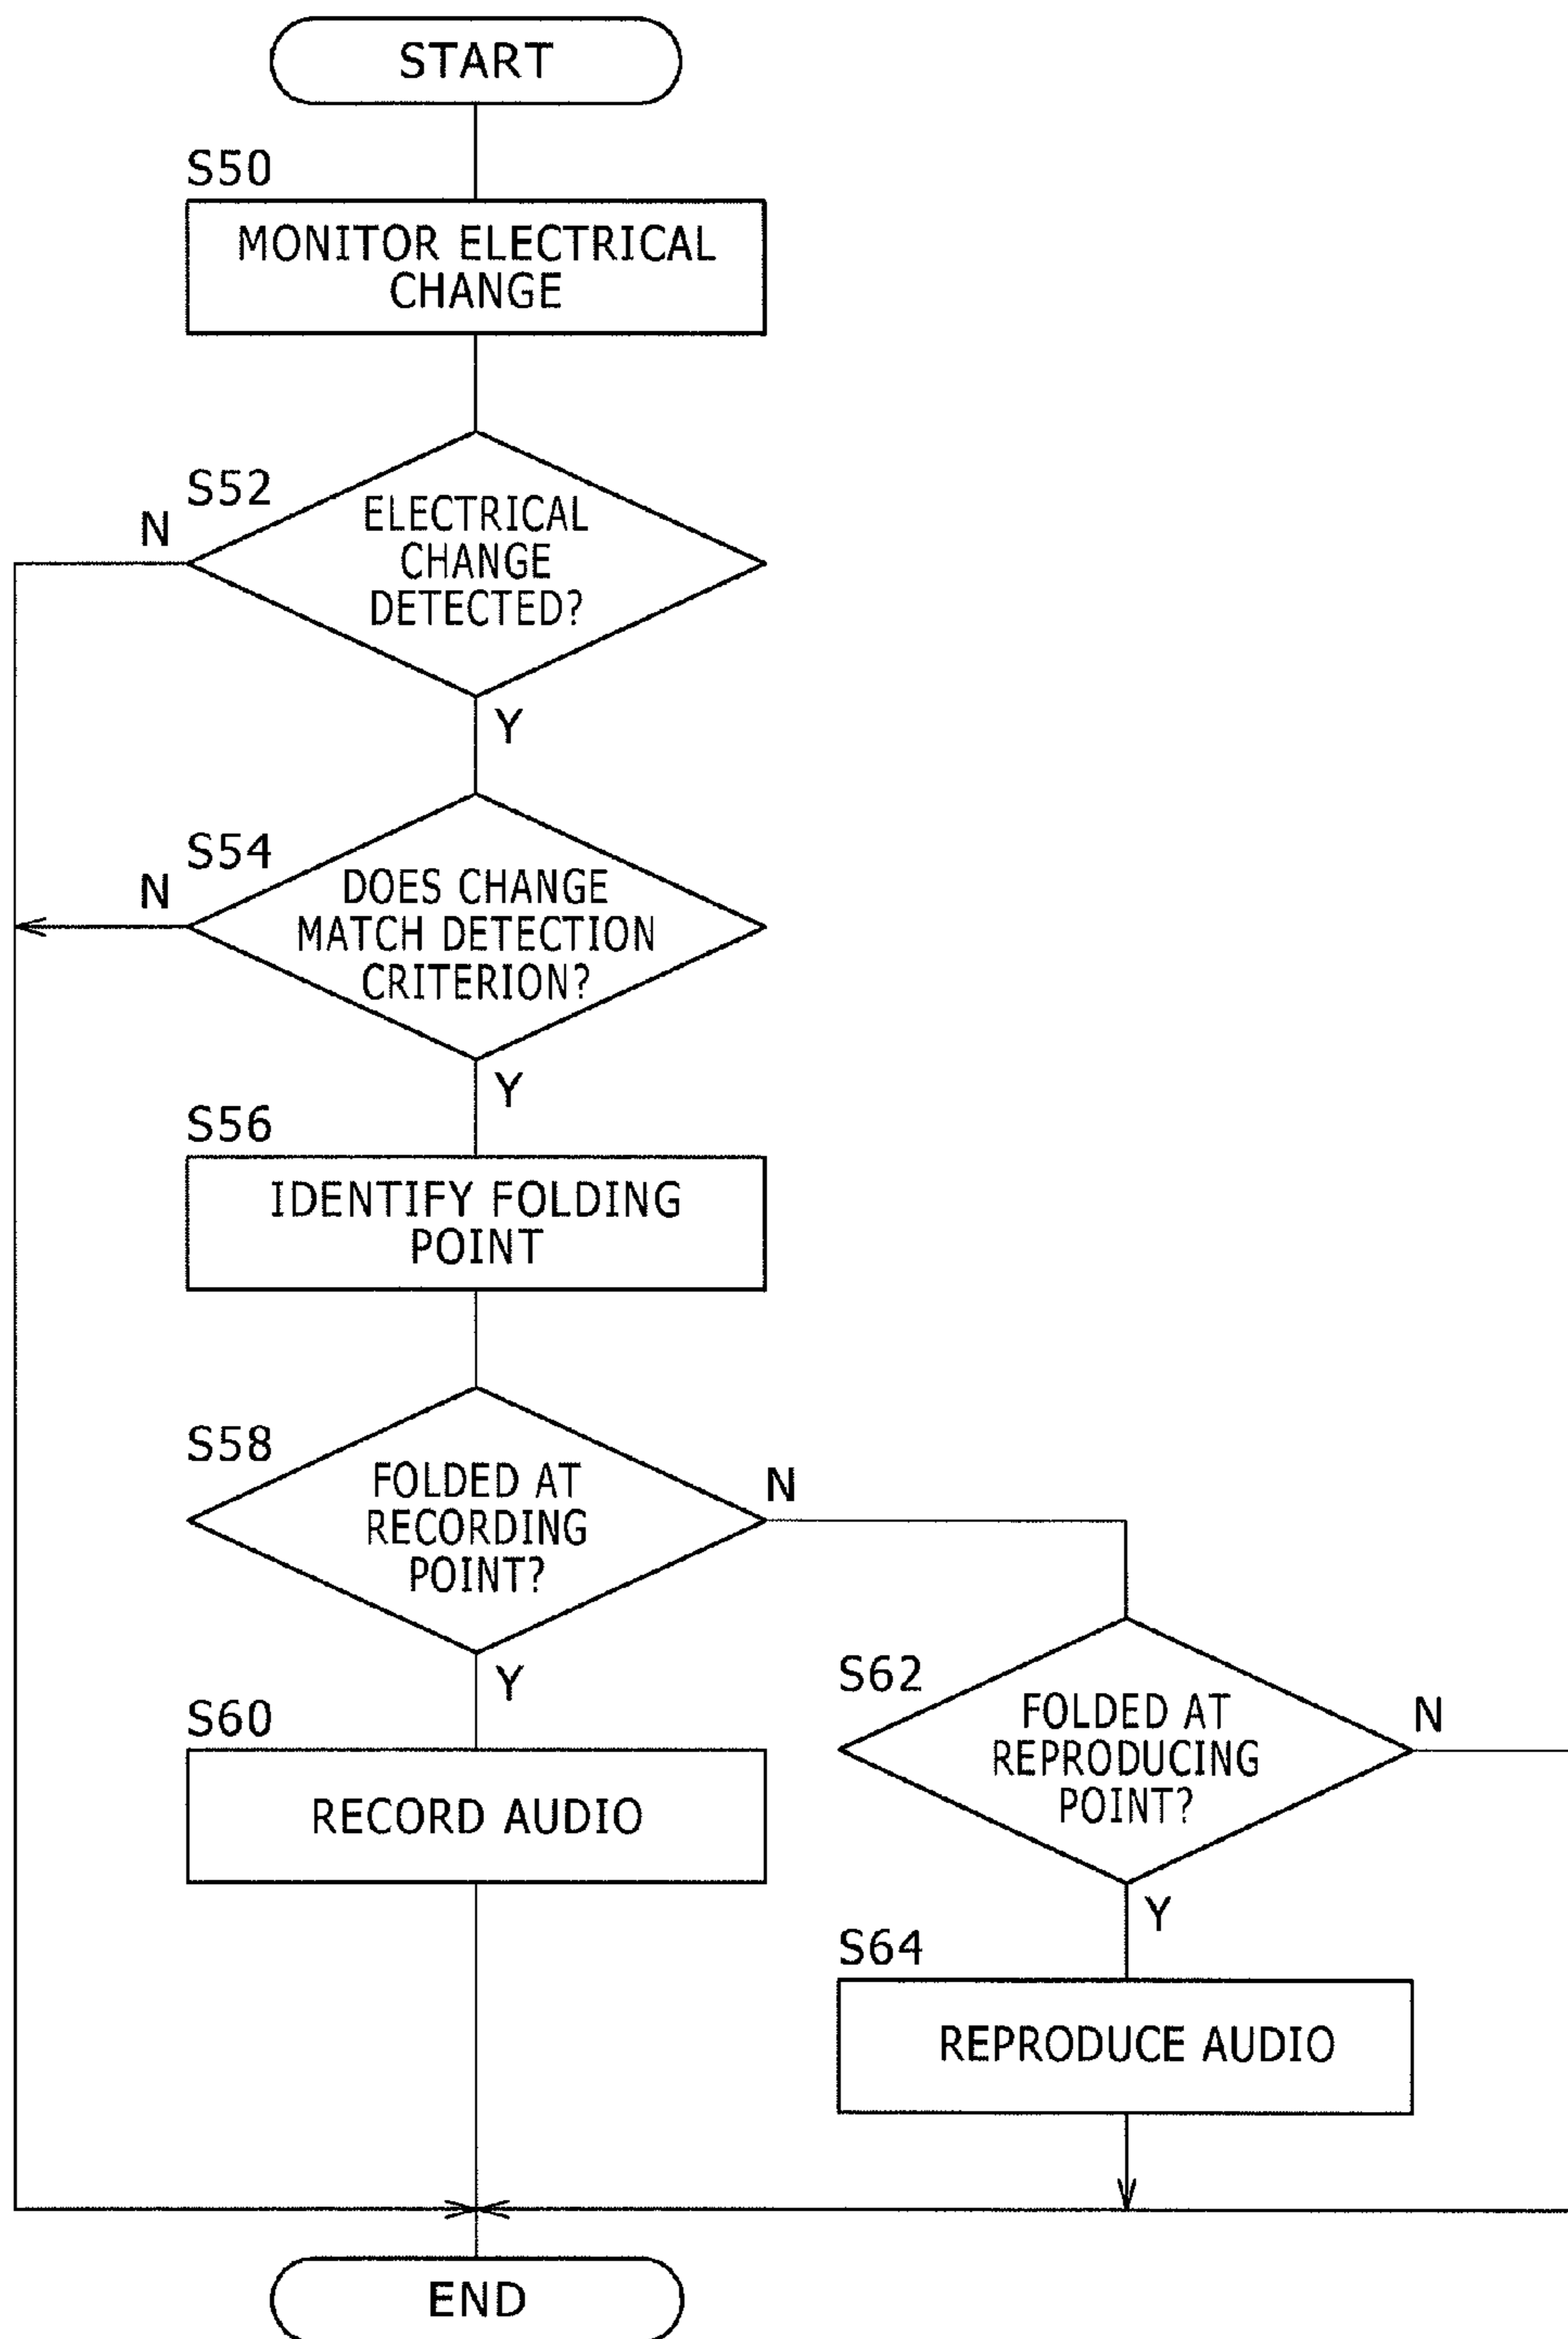 START
S50
MONITOR ELECTRICAL
CHANGE
S52
N
ELECTRICAL
CHANGE
DETECTED?
Y
S54
N
DOES CHANGE
MATCH DETECTION
CRITERION?
Y
S56
IDENTIFY FOLDING
POINT
S58
FOLDED AT
RECORDING
POINT?
N
Y
S60
RECORD AUDIO
S62
FOLDED AT
REPRODUCING
POINT?
N
Y
S64
REPRODUCE AUDIO
END